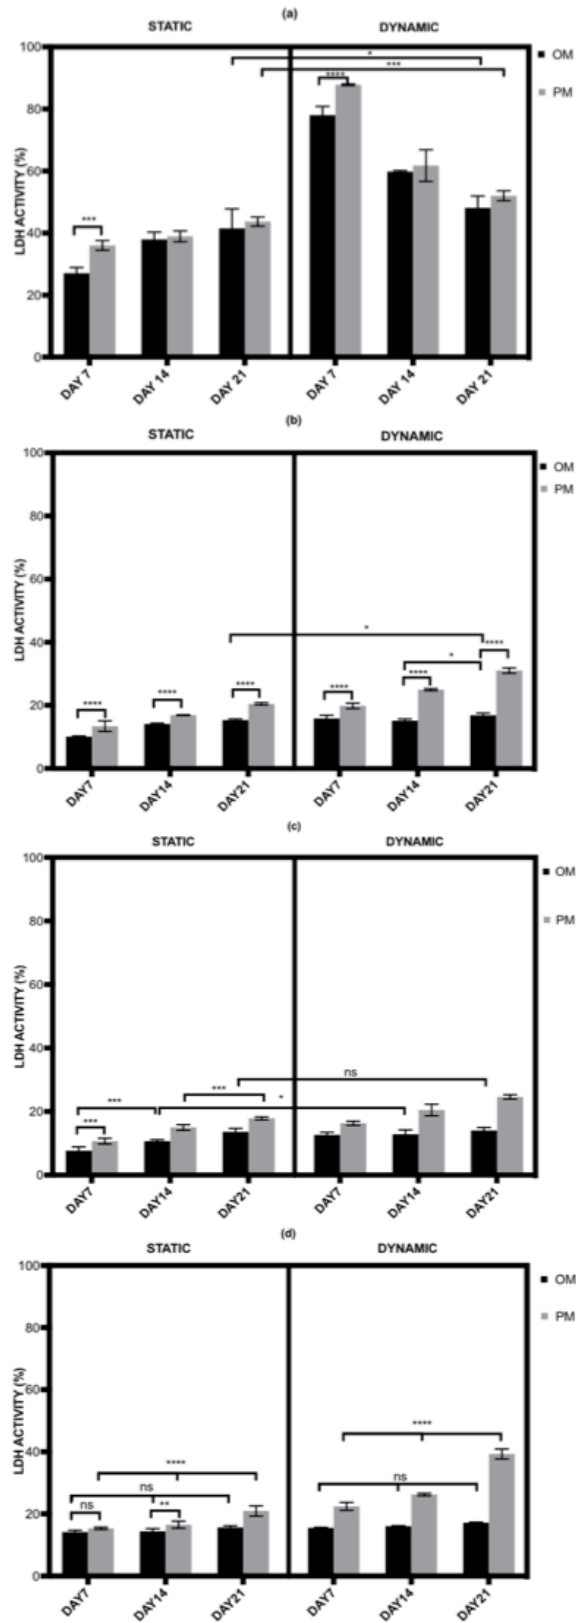 (a)
STATIC DYNAMIC
OM
PM
LDH ACTIVITY (%)
100
80
60
40
20
0
***
****
*
***
DAY 7 DAY 14 DAY 21 DAY 7 DAY 14 DAY 21
(b)
STATIC DYNAMIC
OM
PM
LDH ACTIVITY (%)
100
80
60
40
20
0
****
****
****
*
****
****
*
****
DAY7 DAY14 DAY21 DAY7 DAY14 DAY21
(c)
STATIC DYNAMIC
OM
PM
LDH ACTIVITY (%)
100
80
60
40
20
0
***
***
***
*
ns
DAY7 DAY14 DAY21 DAY7 DAY14 DAY21
(d)
STATIC DYNAMIC
OM
PM
LDH ACTIVITY (%)
100
80
60
40
20
0
ns
ns
**
****
ns
****
DAY7 DAY14 DAY21 DAY7 DAY14 DAY21